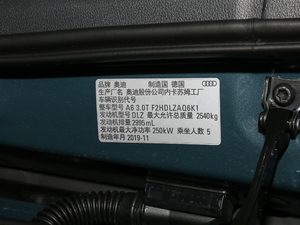 品牌 奥迪 制造国 德国
生产厂名 奥迪股份公司内卡苏姆工厂
车辆识别代号
整车型号 A6 3.0T F2HDLZAQ6K1
发动机型号 DLZ 最大允许总质量 2540kg
发动机排量 2995mL
发动机最大净功率 250kW 乘坐人数 5
制造年月 2019-11